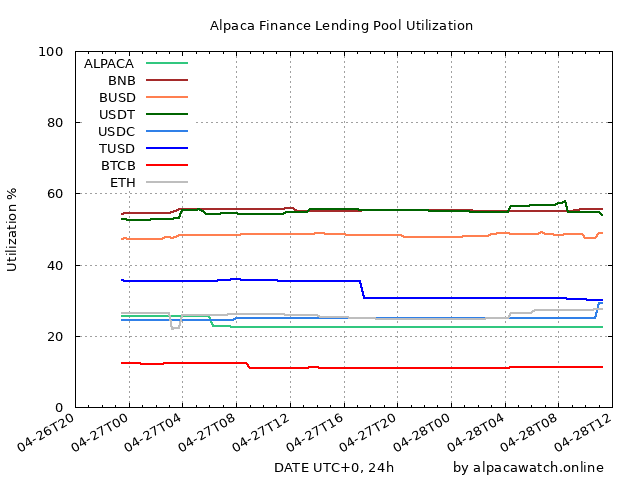 Alpaca Finance Lending Pool Utilization
Utilization %
100
80
60
40
20
0
ALPACA
BNB
BUSD
USDT
USDC
TUSD
BTCB
ETH
04-26T20
04-27T00
04-27T04
04-27T08
04-27T12
04-27T16
04-27T20
04-28T00
04-28T04
04-28T08
04-28T12
DATE UTC+0, 24h
by alpacawatch.online